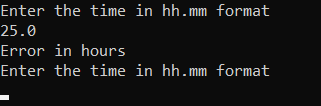 Enter the time in hh.mm format
25.0
Error in hours
Enter the time in hh.mm format